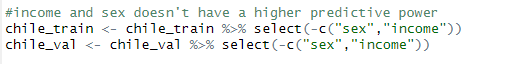 #income and sex doesn't have a higher predictive power
chile_train <- chile_train %>% select(-c("sex","income"))
chile_val <- chile_val %>% select(-c("sex","income"))